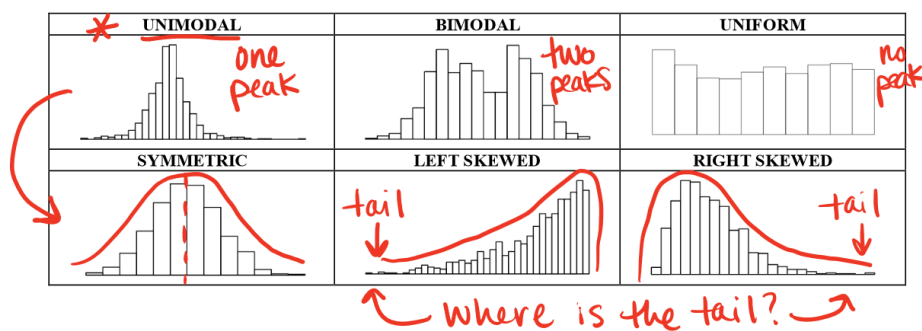 * UNIMODAL
BIMODAL
UNIFORM
one
peak
two
peaks
no
peak
SYMMETRIC
LEFT SKEWED
RIGHT SKEWED
tail
tail
where is the tail?